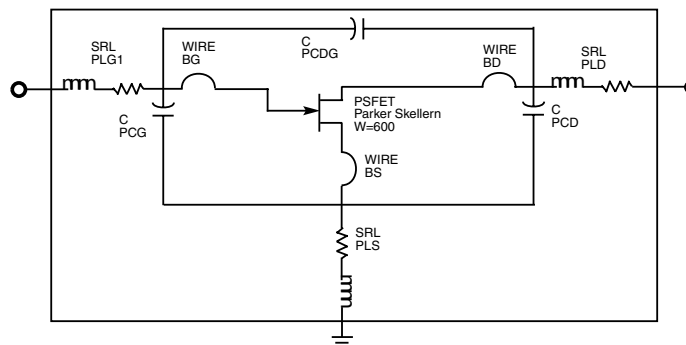 C
PCDG
SRL
PLG1
WIRE
BG
WIRE
BD
SRL
PLD
C
PCG
PSFET
Parker Skellern
W=600
C
PCD
WIRE
BS
SRL
PLS